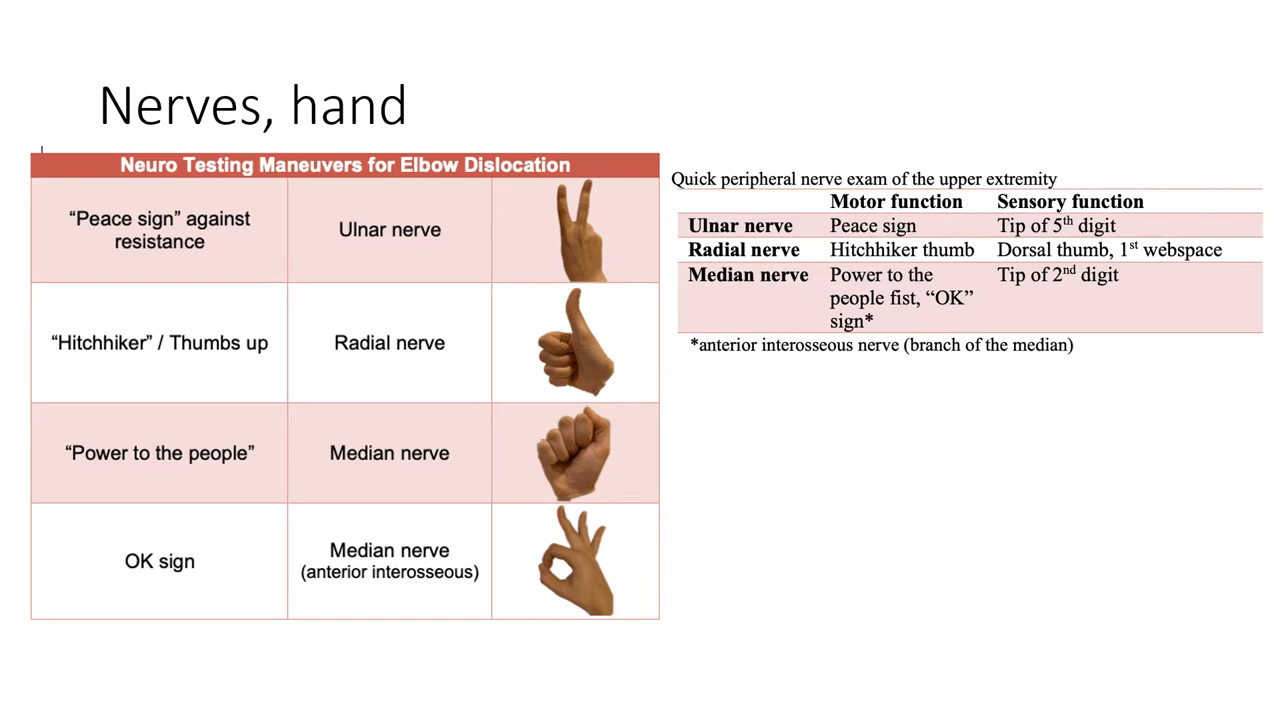 Nerves, hand
Neuro Testing Maneuvers for Elbow Dislocation
“Peace sign” against
resistance
Ulnar nerve
“Hitchhiker” / Thumbs up
Radial nerve
“Power to the people”
Median nerve
OK sign
Median nerve
(anterior interosseous)
Quick peripheral nerve exam of the upper extremity
Motor function Sensory function
Ulnar nerve Peace sign Tip of 5th digit
Radial nerve Hitchhiker thumb Dorsal thumb, 1st webspace
Median nerve Power to the Tip of 2nd digit
people fist, “OK”
sign*
*anterior interosseous nerve (branch of the median)